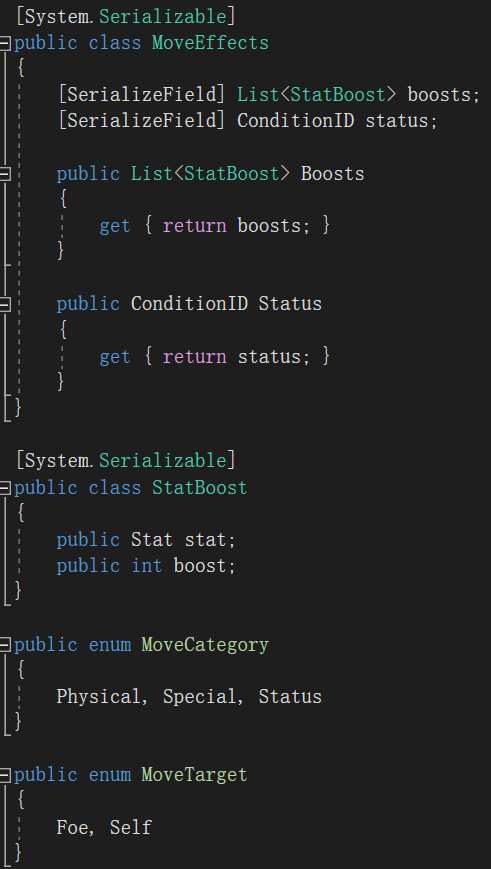 [System.Serializable]
public class MoveEffects
{
[SerializeField] List<StatBoost> boosts;
[SerializeField] ConditionID status;
public List<StatBoost> Boosts
{
get { return boosts; }
}
public ConditionID Status
{
get { return status; }
}
}
[System.Serializable]
public class StatBoost
{
public Stat stat;
public int boost;
}
public enum MoveCategory
{
Physical, Special, Status
}
public enum MoveTarget
{
Foe, Self
}